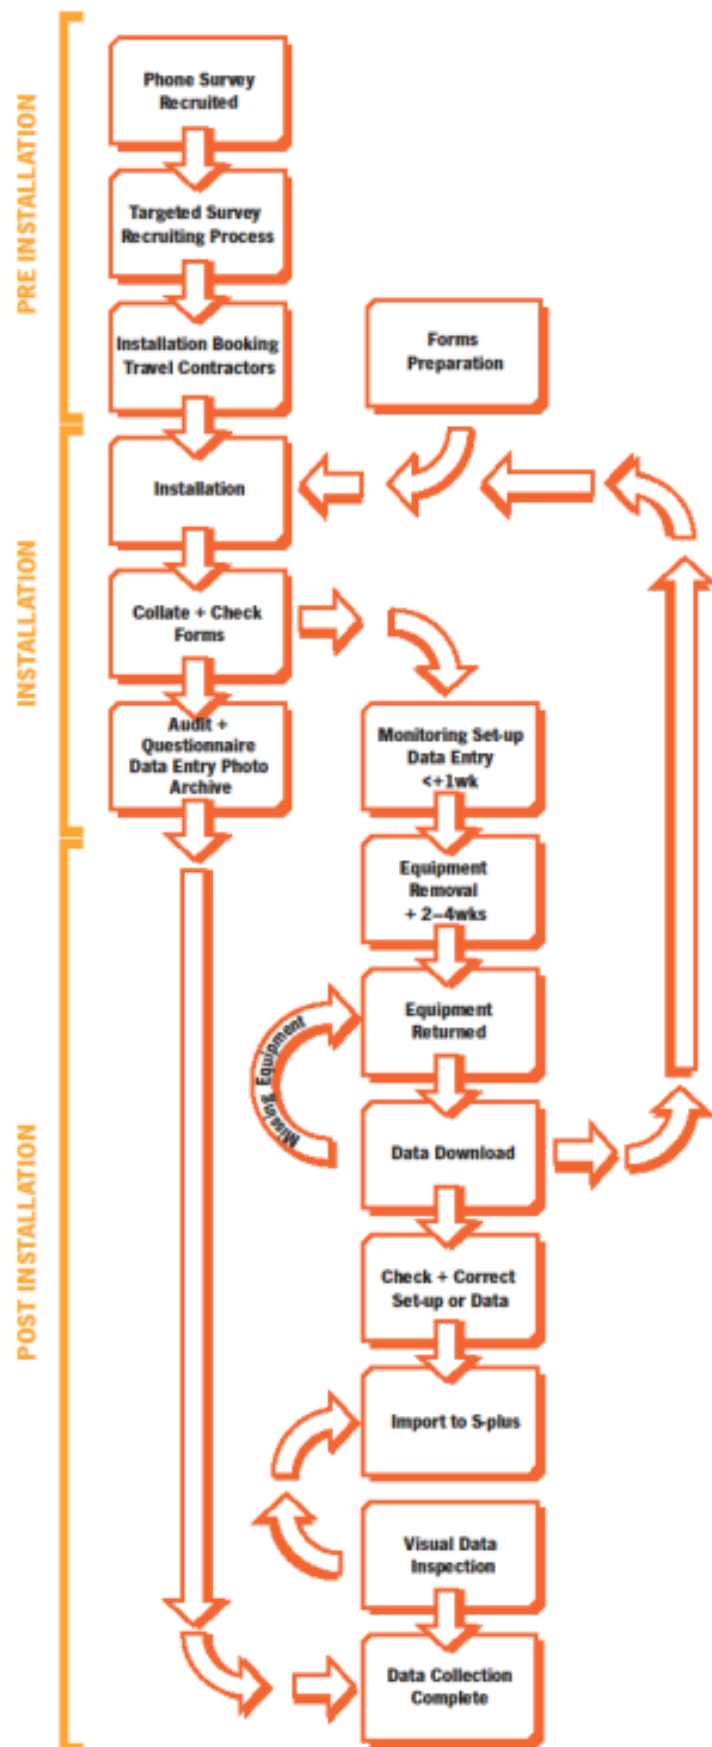 PRE INSTALLATION
Phone Survey
Recruited
Targeted Survey
Recruiting Process
Installation Booking
Travel Contractors
Forms
Preparation
INSTALLATION
Installation
Collate + Check
Forms
Audit +
Questionnaire
Data Entry Photo
Archive
Monitoring Set-up
Data Entry
<+1wk
POST INSTALLATION
Equipment
Removal
+ 2–4wks
Equipment
Returned
Missing Equipment
Data Download
Check + Correct
Set-up or Data
Import to S-plus
Visual Data
Inspection
Data Collection
Complete